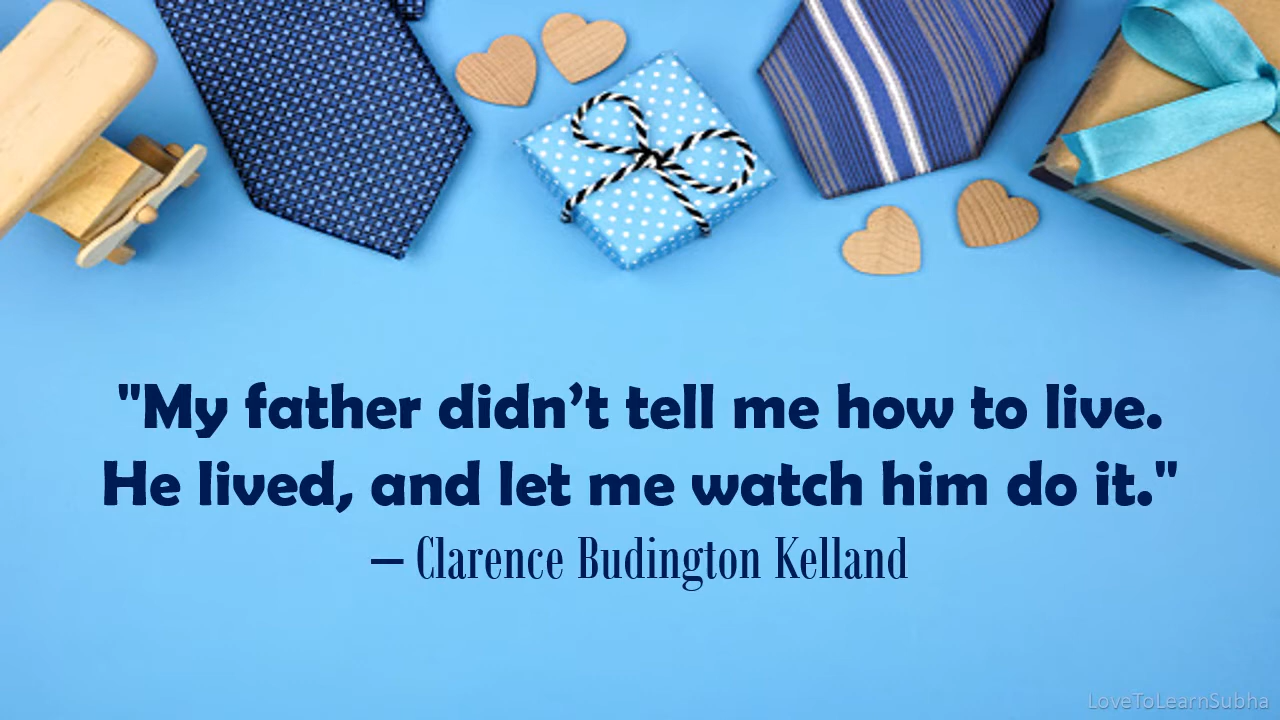 "My father didn’t tell me how to live.
He lived, and let me watch him do it."
– Clarence Budington Kelland
LoveToLearnSubha